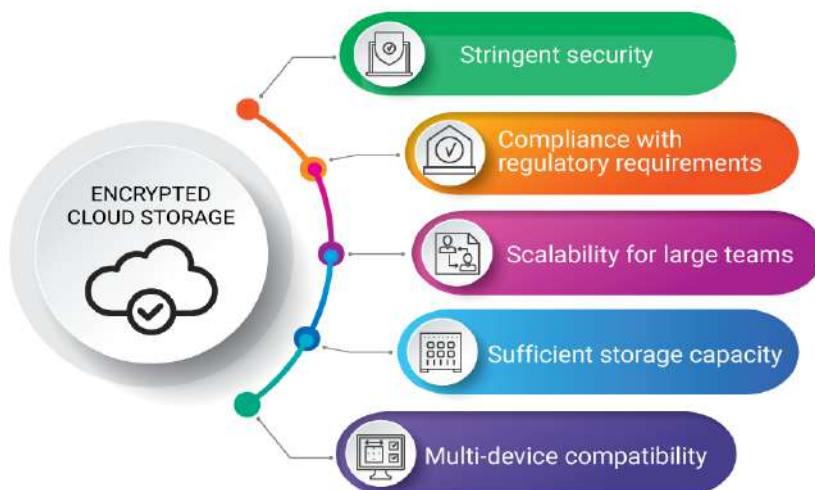 ENCRYPTED
CLOUD STORAGE
Stringent security
Compliance with
regulatory requirements
Scalability for large teams
Sufficient storage capacity
Multi-device compatibility